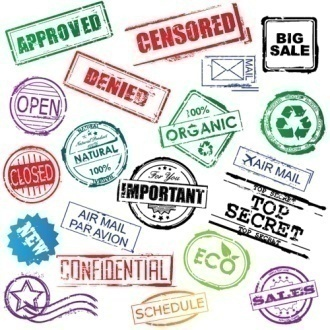 APPROVED
CENSORED
BIG
SALE
DENIED
MAIL
OPEN
100%
ORGANIC
NATURAL
NATURAL
100%
CLOSED
For You
IMPORTANT
AIR MAIL
TOP SECRET
TOP
SECRET
TOP SECRET
AIR MAIL
PAR AVION
NEW
CONFIDENTIAL
ECO
SCHEDULE
SALES